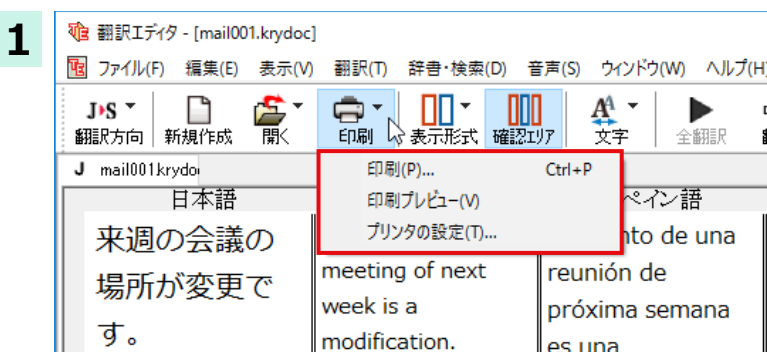 1
翻訳エディタ - [mail001.krydoc]
ファイル(F) 編集(E) 表示(V) 翻訳(T) 辞書・検索(D) 音声(S) ウィンドウ(W) ヘルプ(H)
J▸S
翻訳方向 新規作成 開く 印刷 表示形式 確認エリア 文字 全翻訳
J mail001.krydo
印刷(P)... Ctrl+P
印刷プレビュー(V)
プリンタの設定(T)...
日本語 ペイン語
来週の会議の
場所が変更で
す。
meeting of next
week is a
modification.
nto de una
reunión de
próxima semana
es una